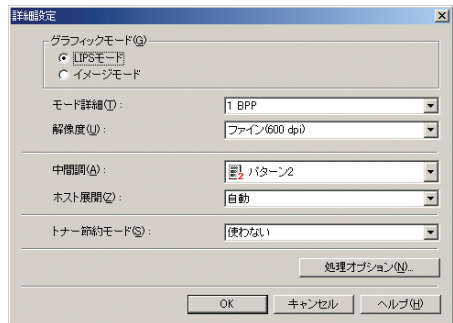 詳細設定
グラフィックモード(G)
LIPSモード
イメージモード
モード詳細(T) : 1 BPP
解像度(U) : ファイン(600 dpi)
中間調(A) : 2 パターン2
ホスト展開(Z) : 自動
トナー節約モード(S) : 使わない
処理オプション(N)...
OK キャンセル ヘルプ(H)